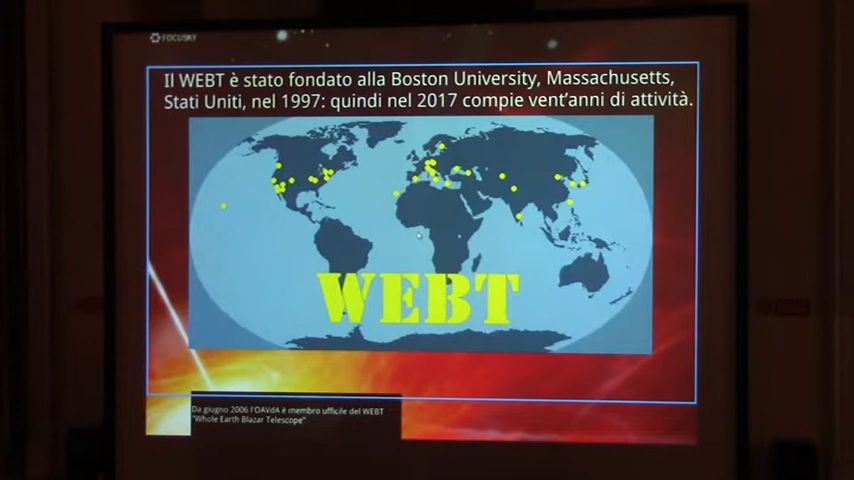 FOCUSKY
Il WEBT è stato fondato alla Boston University, Massachusetts,
Stati Uniti, nel 1997: quindi nel 2017 compie vent'anni di attività.
WEBT
Da giugno 2006 l'OAVdA è membro ufficile del WEBT
"Whole Earth Blazar Telescope"